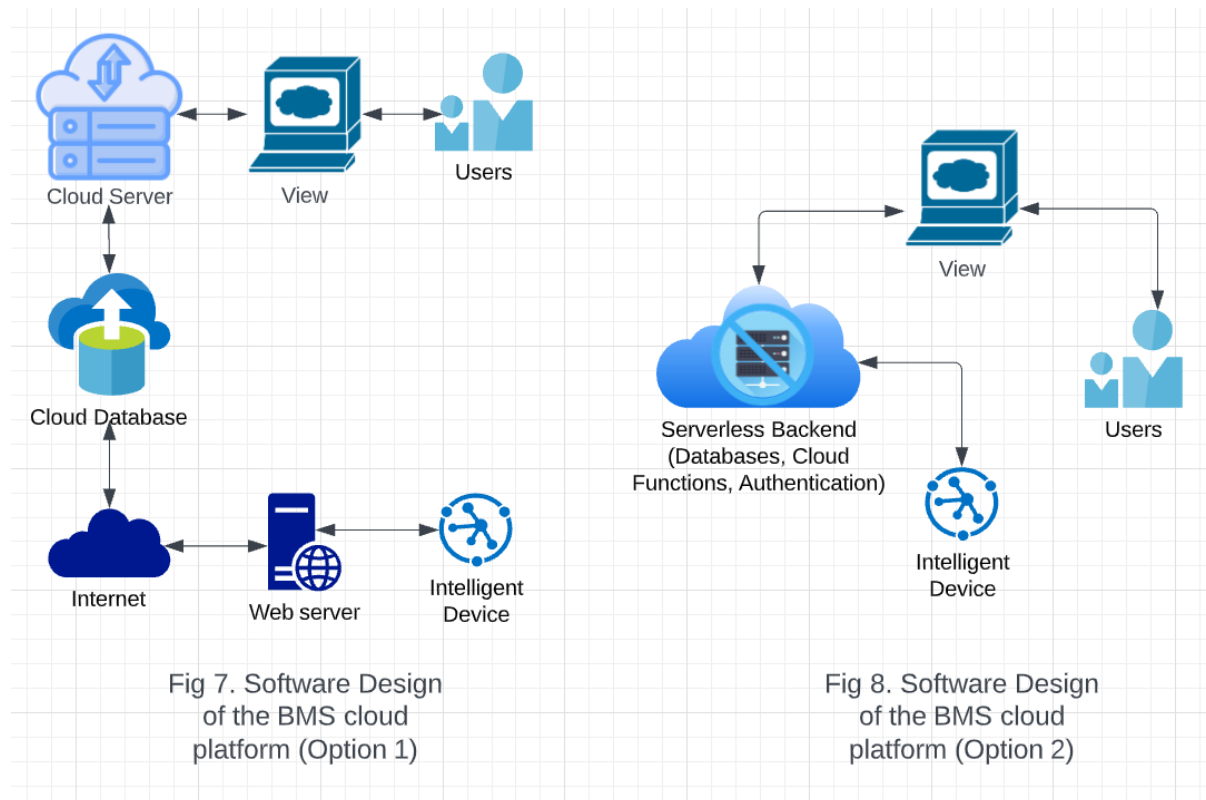 Cloud Server
View
Users
Cloud Database
Internet
Web server
Intelligent
Device
Fig 7. Software Design
of the BMS cloud
platform (Option 1)
View
Serverless Backend
(Databases, Cloud
Functions, Authentication)
Users
Intelligent
Device
Fig 8. Software Design
of the BMS cloud
platform (Option 2)